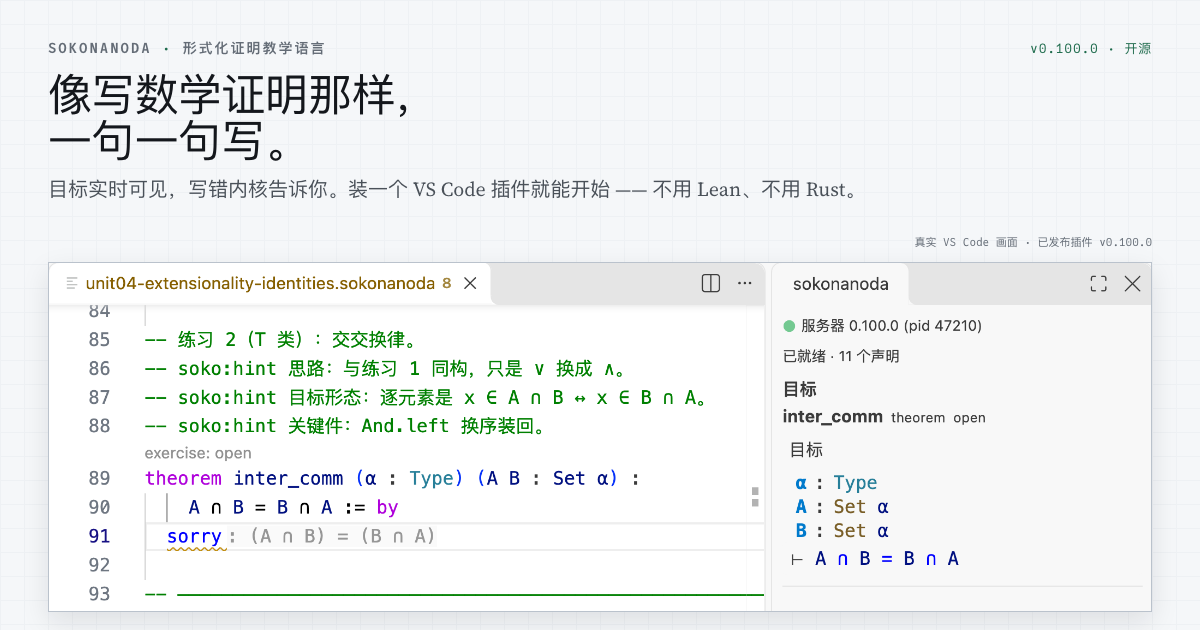 SOKONANODA · 形式化证明教学语言
v0.100.0 · 开源
像写数学证明那样，
一句一句写。
目标实时可见，写错内核告诉你。装一个 VS Code 插件就能开始 —— 不用 Lean、不用 Rust。
真实 VS Code 画面 · 已发布插件 v0.100.0
unit04-extensionality-identities.sokonanoda 8
sokonanoda
84
85 -- 练习 2（T 类）：交交换律。
86 -- soko:hint 思路：与练习 1 同构，只是 ∨ 换成 ∧。
87 -- soko:hint 目标形态：逐元素是 x ∈ A ∩ B ↔ x ∈ B ∩ A。
88 -- soko:hint 关键件：And.left 换序装回。
exercise: open
89 theorem inter_comm (α : Type) (A B : Set α) :
90 A ∩ B = B ∩ A := by
91 sorry : (A ∩ B) = (B ∩ A)
92
93 -- ————————————
服务器 0.100.0 (pid 47210)
已就绪 · 11 个声明
目标
inter_comm theorem open
目标
α : Type
A : Set α
B : Set α
⊢ A ∩ B = B ∩ A